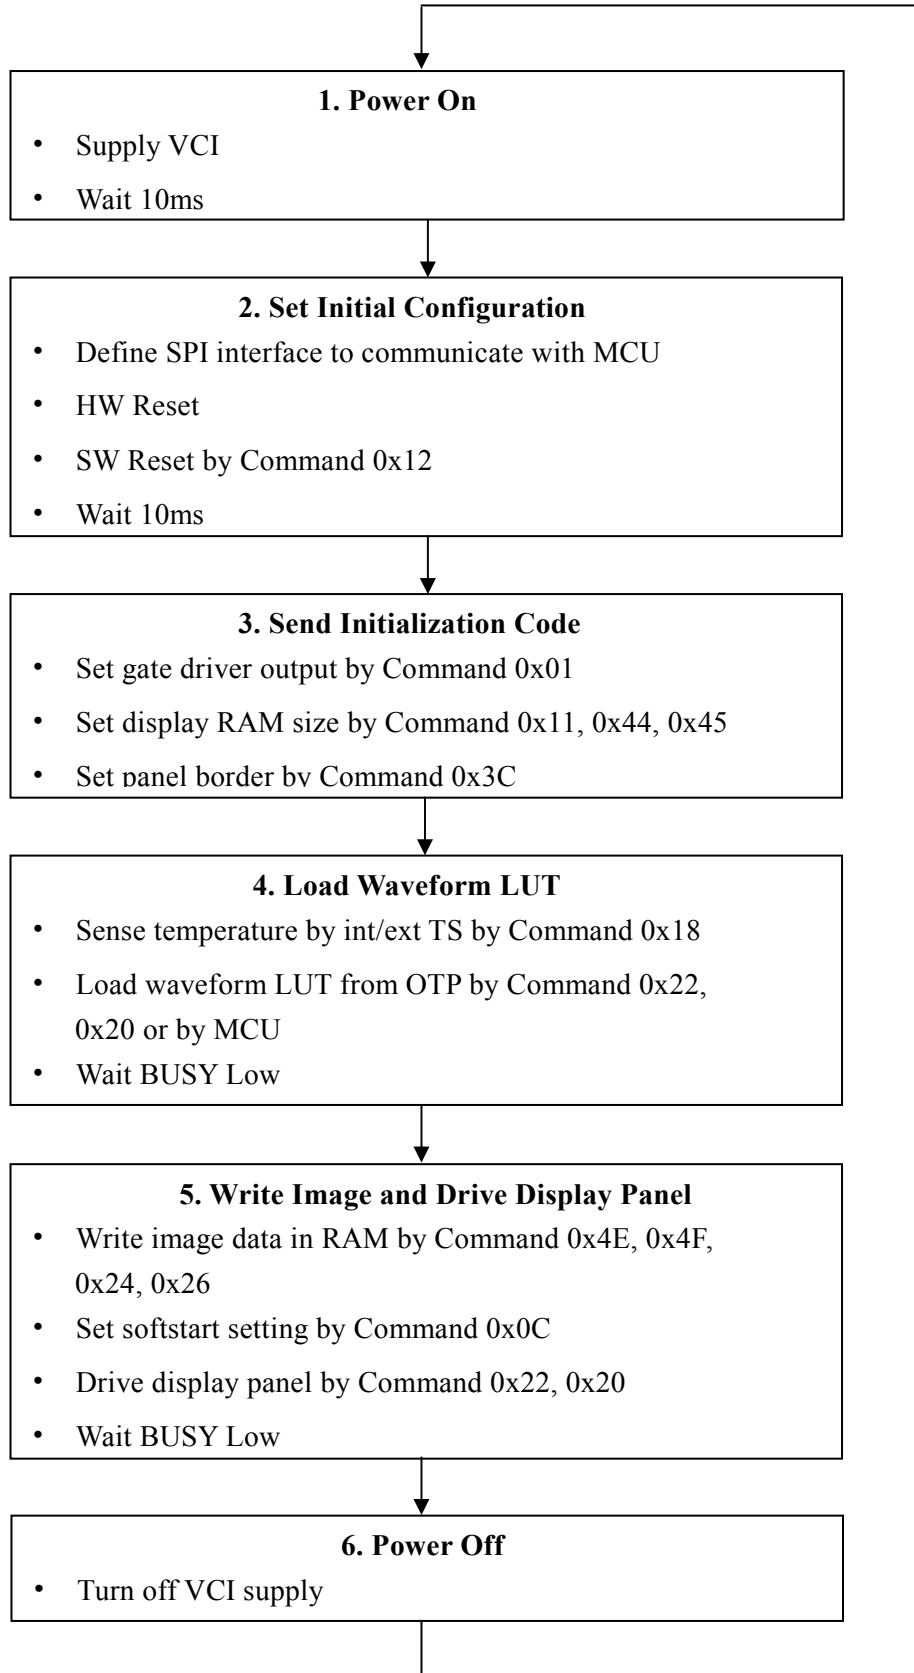 1. Power On
• Supply VCI
• Wait 10ms
2. Set Initial Configuration
• Define SPI interface to communicate with MCU
• HW Reset
• SW Reset by Command 0x12
• Wait 10ms
3. Send Initialization Code
• Set gate driver output by Command 0x01
• Set display RAM size by Command 0x11, 0x44, 0x45
• Set panel border by Command 0x3C
4. Load Waveform LUT
• Sense temperature by int/ext TS by Command 0x18
• Load waveform LUT from OTP by Command 0x22,
0x20 or by MCU
• Wait BUSY Low
5. Write Image and Drive Display Panel
• Write image data in RAM by Command 0x4E, 0x4F,
0x24, 0x26
• Set softstart setting by Command 0x0C
• Drive display panel by Command 0x22, 0x20
• Wait BUSY Low
6. Power Off
• Turn off VCI supply